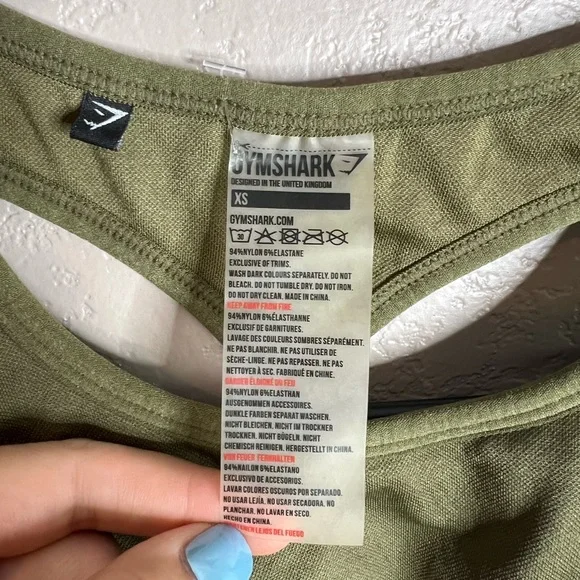 GYMSHARK
DESIGNED IN THE UNITED KINGDOM
XS
GYMSHARK.COM
30
94%NYLON 6%ELASTANE
EXCLUSIVE OF TRIMS.
WASH DARK COLOURS SEPARATELY. DO NOT
BLEACH. DO NOT TUMBLE DRY. DO NOT IRON.
DO NOT DRY CLEAN. MADE IN CHINA.
KEEP AWAY FROM FIRE
94%NYLON 6%ÉLASTHANNE
EXCLUSIF DE GARNITURES.
LAVAGE DES COULEURS SOMBRES SÉPARÉMENT.
NE PAS BLANCHIR. NE PAS UTILISER DE
SÈCHE-LINGE. NE PAS REPASSER. NE PAS
NETTOYER À SEC. FABRIQUÉ EN CHINE.
GARDER ÉLOIGNÉ DU FEU
94%NYLON 6%ELASTHAN
AUSGENOMMEN ACCESSOIRES.
DUNKLE FARBEN SEPARAT WASCHEN.
NICHT BLEICHEN. NICHT IM TROCKNER
TROCKNEN. NICHT BÜGELN. NICHT
CHEMISCH REINIGEN. HERGESTELLT IN CHINA.
VOR FEUER FERNHALTEN
94%NAILON 6%ELASTANO
EXCLUSIVO DE ACCESORIOS.
LAVAR COLORES OSCUROS POR SEPARADO.
NO USAR LEJÍA. NO USAR SECADORA. NO
PLANCHAR. NO LAVAR EN SECO.
HECHO EN CHINA.
MANTENER LEJOS DEL FUEGO